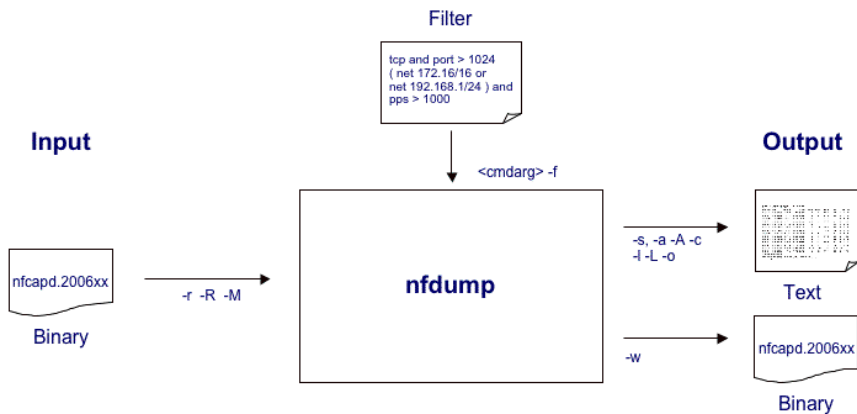 Filter
tcp and port > 1024
( net 172.16/16 or
net 192.168.1/24 ) and
pps > 1000
Input
Output
<cmdarg> -f
nfcapd.2006xx
Binary
-r -R -M
nfdump
-s, -a -A -c
-l -L -o
Text
-w
nfcapd.2006xx
Binary